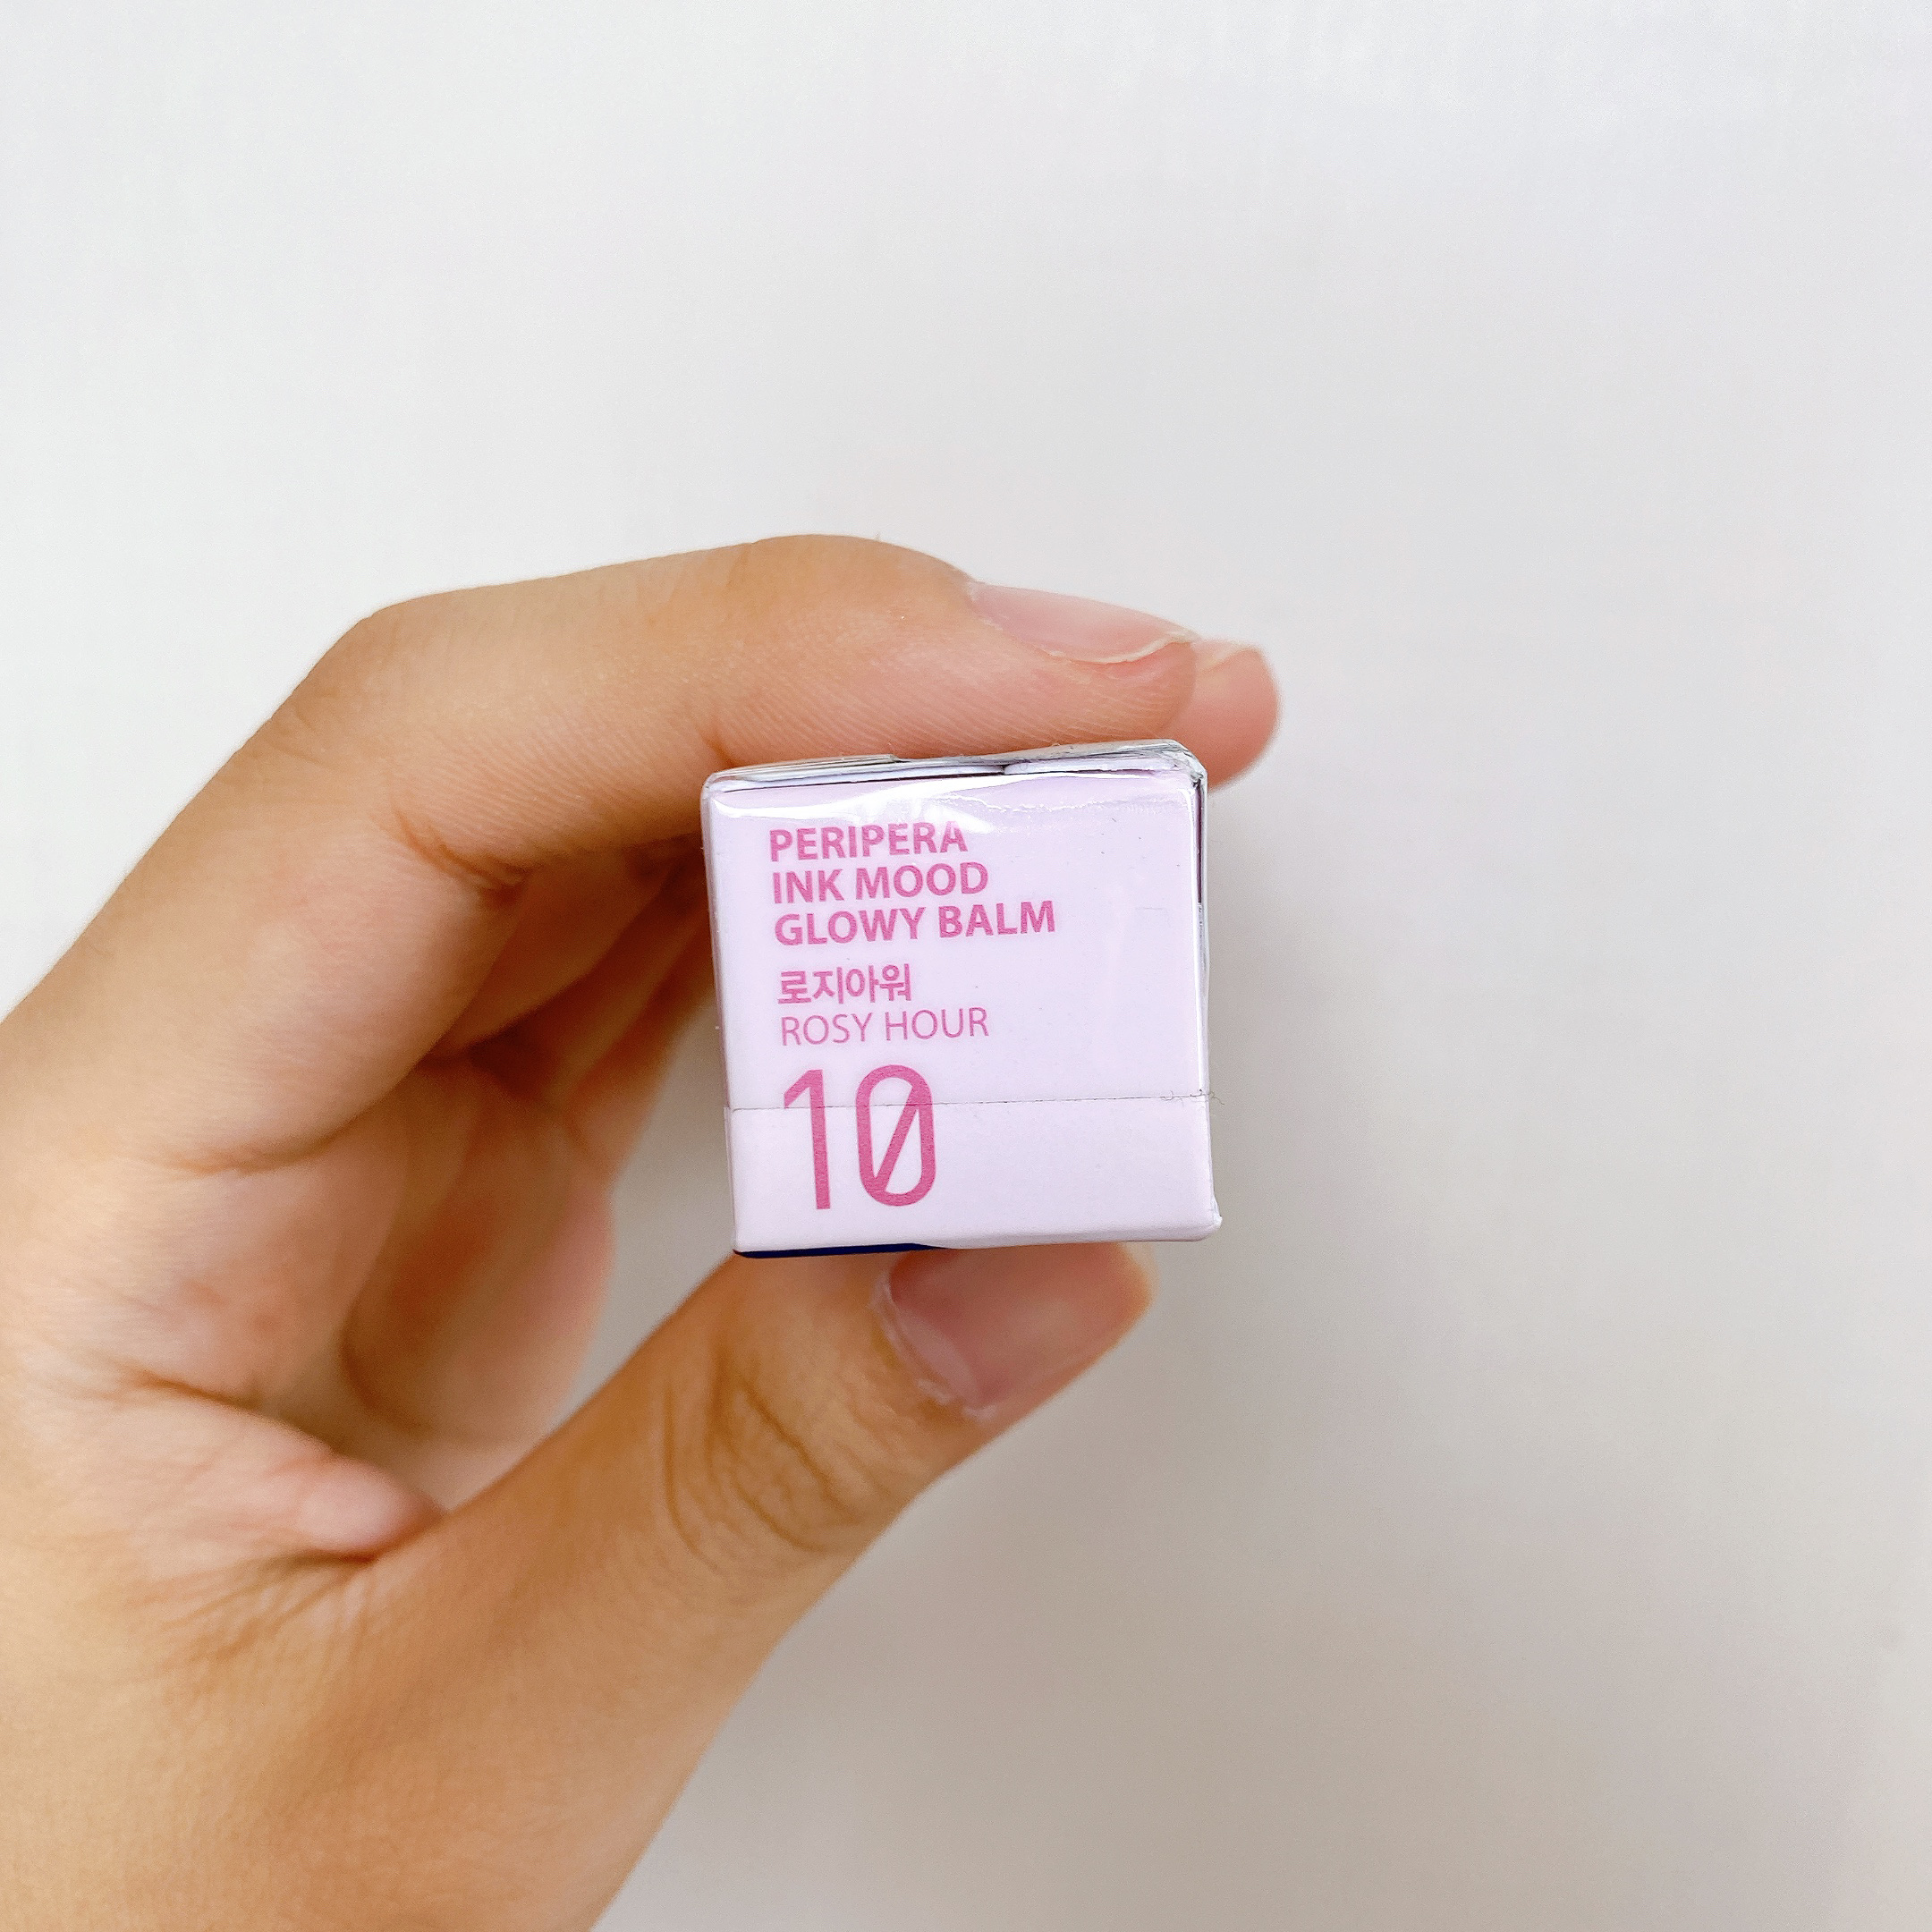 PERIPERA
INK MOOD
GLOWY BALM
로지아워
ROSY HOUR
10